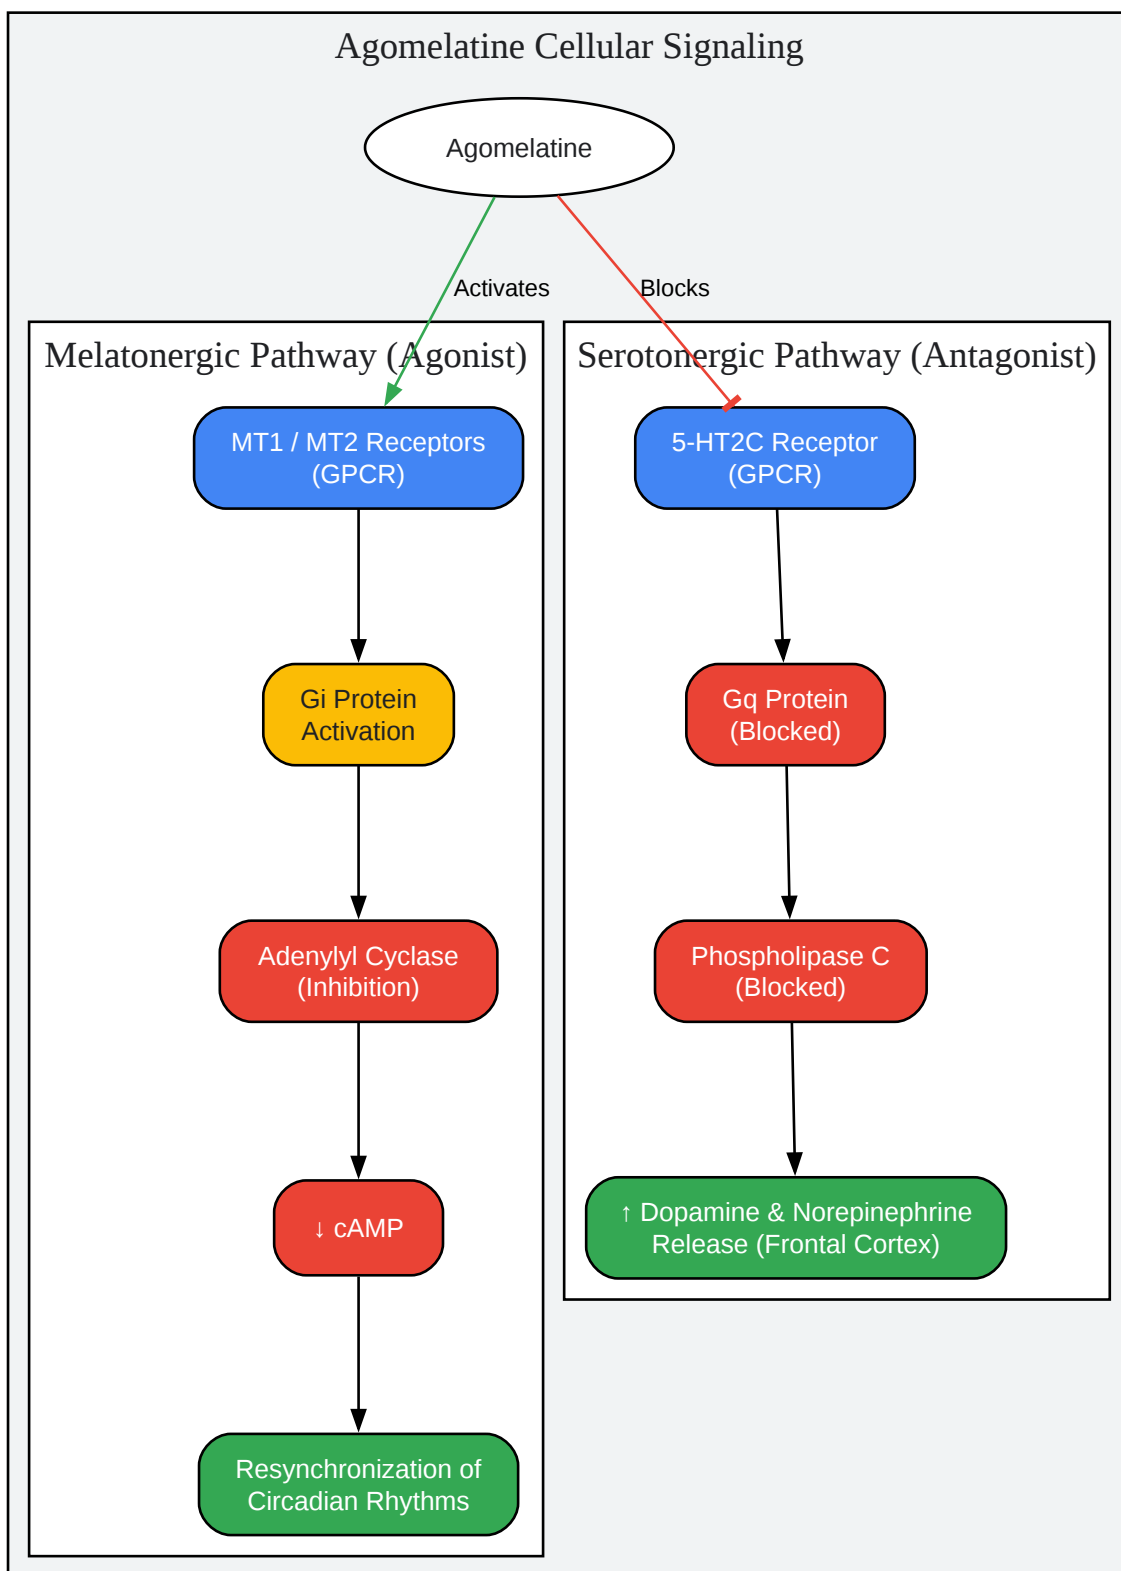 Agomelatine Cellular Signaling
Agomelatine
Activates
Blocks
Melatonergic Pathway (Agonist)
MT1 / MT2 Receptors
(GPCR)
Gi Protein
Activation
Adenylyl Cyclase
(Inhibition)
↓ cAMP
Resynchronization of
Circadian Rhythms
Serotonergic Pathway (Antagonist)
5-HT2C Receptor
(GPCR)
Gq Protein
(Blocked)
Phospholipase C
(Blocked)
↑ Dopamine & Norepinephrine
Release (Frontal Cortex)